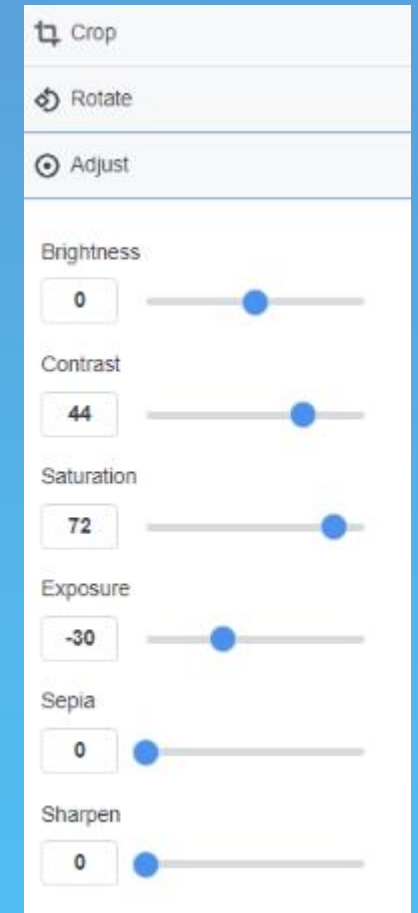 Crop
Rotate
Adjust
Brightness
0
Contrast
44
Saturation
72
Exposure
-30
Sepia
0
Sharpen
0